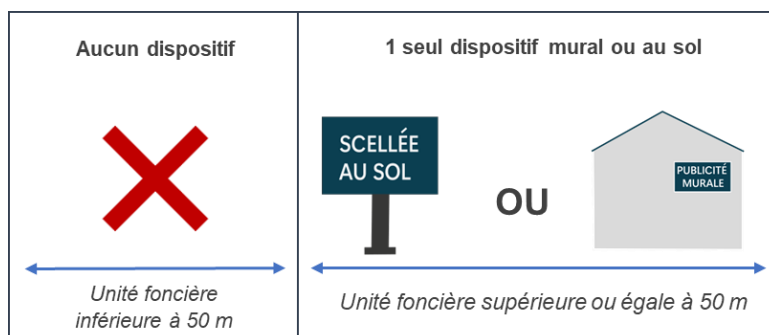 Aucun dispositif
Unité foncière
inférieure à 50 m
1 seul dispositif mural ou au sol
SCELLÉE
AU SOL
OU
PUBLICITÉ
MURALE
Unité foncière supérieure ou égale à 50 m